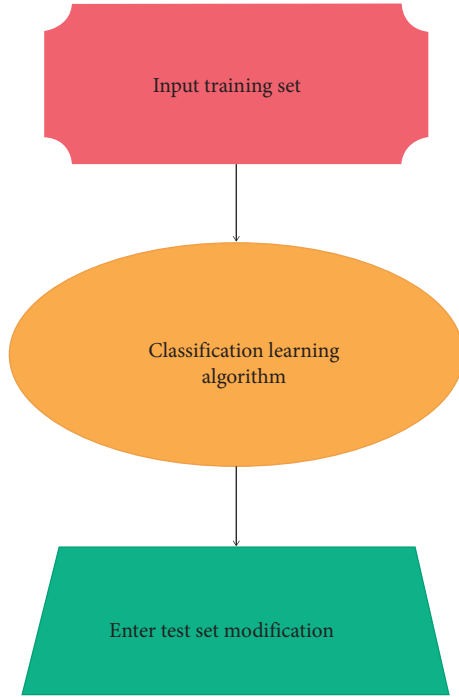 Input training set
Classification learning
algorithm
Enter test set modification